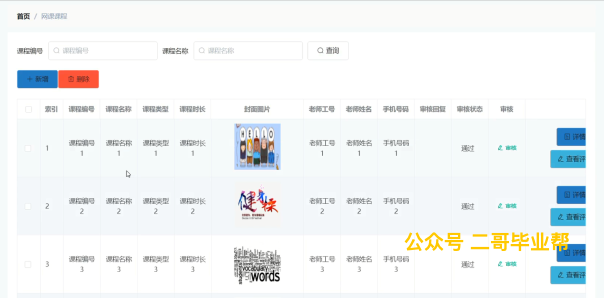 首页 / 网课课程
课程编号 课程编号 课程名称 课程名称 查询
+ 新增 删除
索引 课程编号 课程名称 课程类型 课程时长 封面图片 老师工号 老师姓名 手机号码 审核回复 审核状态 审核
1 课程编号1 课程名称1 课程类型1 课程时长1 HELLO 老师工号1 老师姓名1 手机号码1 通过 审核 详情
查看评
2 课程编号2 课程名称2 课程类型2 课程时长2 健身操 老师工号2 老师姓名2 手机号码2 通过 审核 详情
查看评
公众号 二哥毕业帮
3 课程编号3 课程名称3 课程类型3 课程时长3 vocabulary words 老师工号3 老师姓名3 手机号码3 通过 审核 详情
查看评